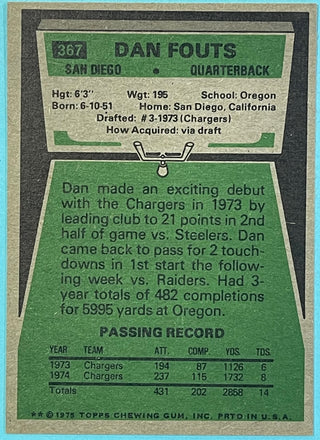 367 DAN FOUTS
SAN DIEGO • QUARTERBACK
Hgt: 6'3" Wgt: 195 School: Oregon
Born: 6-10-51 Home: San Diego, California
Drafted: #3-1973 (Chargers)
How Acquired: via draft
Dan made an exciting debut
with the Chargers in 1973 by
leading club to 21 points in 2nd
half of game vs. Steelers. Dan
came back to pass for 2 touch-
downs in 1st start the follow-
ing week vs. Raiders. Had 3-
year totals of 482 completions
for 5995 yards at Oregon.
PASSING RECORD
YEAR TEAM ATT. COMP. YDS. TDS
1973 Chargers 194 87 1126 6
1974 Chargers 237 115 1732 8
Totals 431 202 2858 14
** © 1975 TOPPS CHEWING GUM, INC. PRTD IN U.S.A.